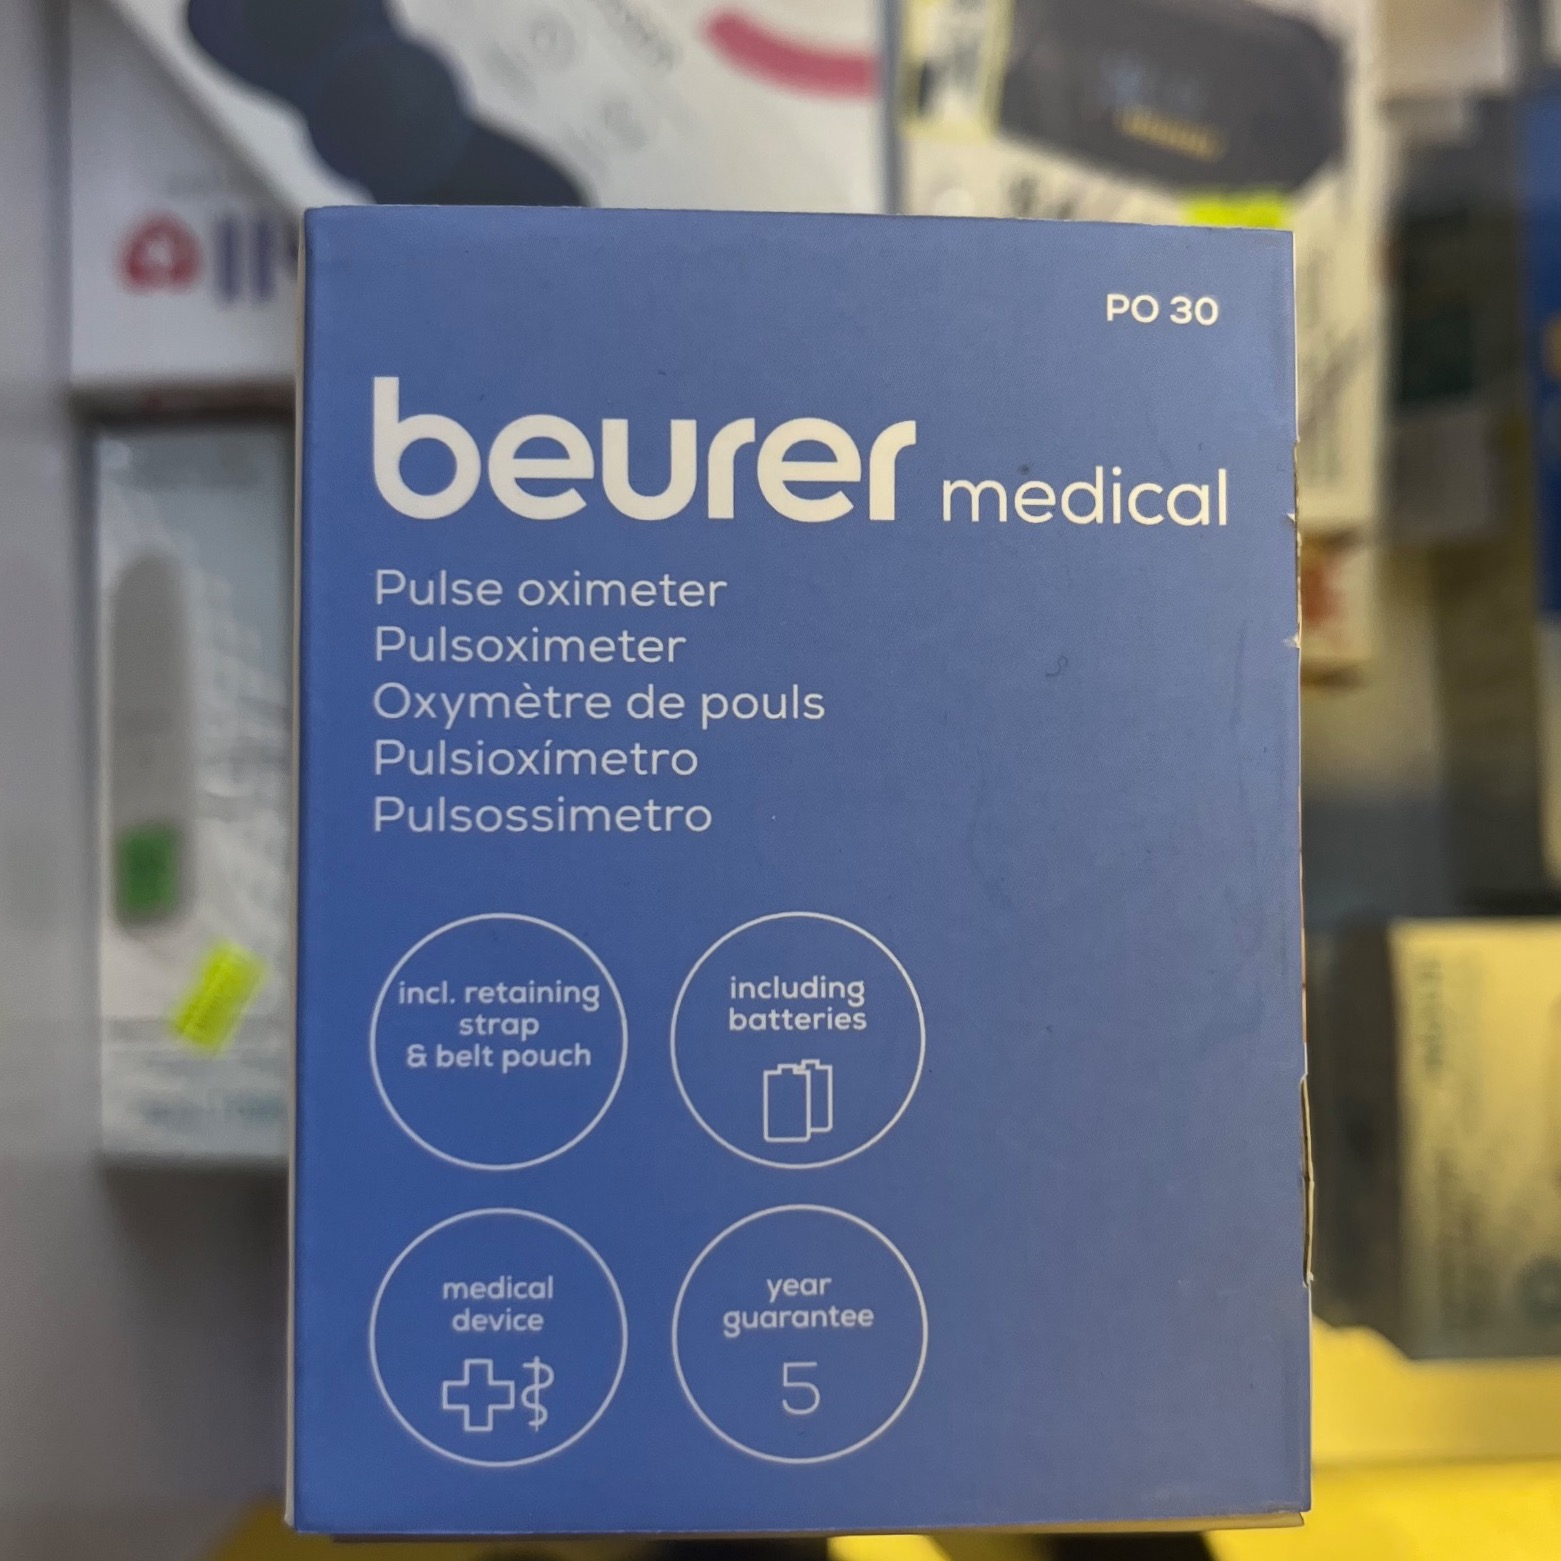 PO 30
beurer medical
Pulse oximeter
Pulsoximeter
Oxymètre de pouls
Pulsioxímetro
Pulsossimetro
incl. retaining
strap
& belt pouch
including
batteries
medical
device
year
guarantee
5